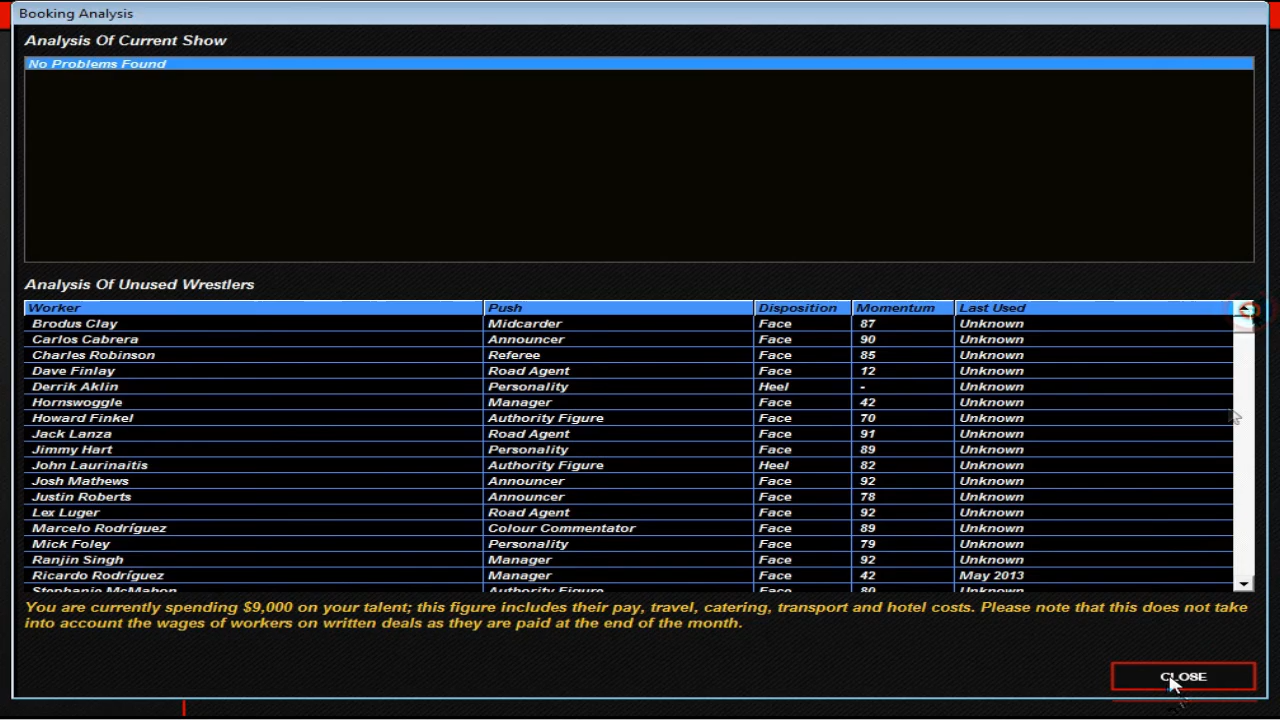 Booking Analysis
Analysis Of Current Show
No Problems Found
Analysis Of Unused Wrestlers
Worker Push Disposition Momentum Last Used
Brodus Clay Midcarder Face 87 Unknown
Carlos Cabrera Announcer Face 90 Unknown
Charles Robinson Referee Face 85 Unknown
Dave Finlay Road Agent Face 12 Unknown
Derrik Aklin Personality Heel - Unknown
Hornswoggle Manager Face 42 Unknown
Howard Finkel Authority Figure Face 70 Unknown
Jack Lanza Road Agent Face 91 Unknown
Jimmy Hart Personality Face 89 Unknown
John Laurinaitis Authority Figure Heel 82 Unknown
Josh Mathews Announcer Face 92 Unknown
Justin Roberts Announcer Face 78 Unknown
Lex Luger Road Agent Face 92 Unknown
Marcelo Rodríguez Colour Commentator Face 89 Unknown
Mick Foley Personality Face 79 Unknown
Ranjin Singh Manager Face 92 Unknown
Ricardo Rodríguez Manager Face 42 May 2013
Stephanie McMahon Authority Figure Face 80 Unknown
You are currently spending $9,000 on your talent; this figure includes their pay, travel, catering, transport and hotel costs. Please note that this does not take
into account the wages of workers on written deals as they are paid at the end of the month.
CLOSE